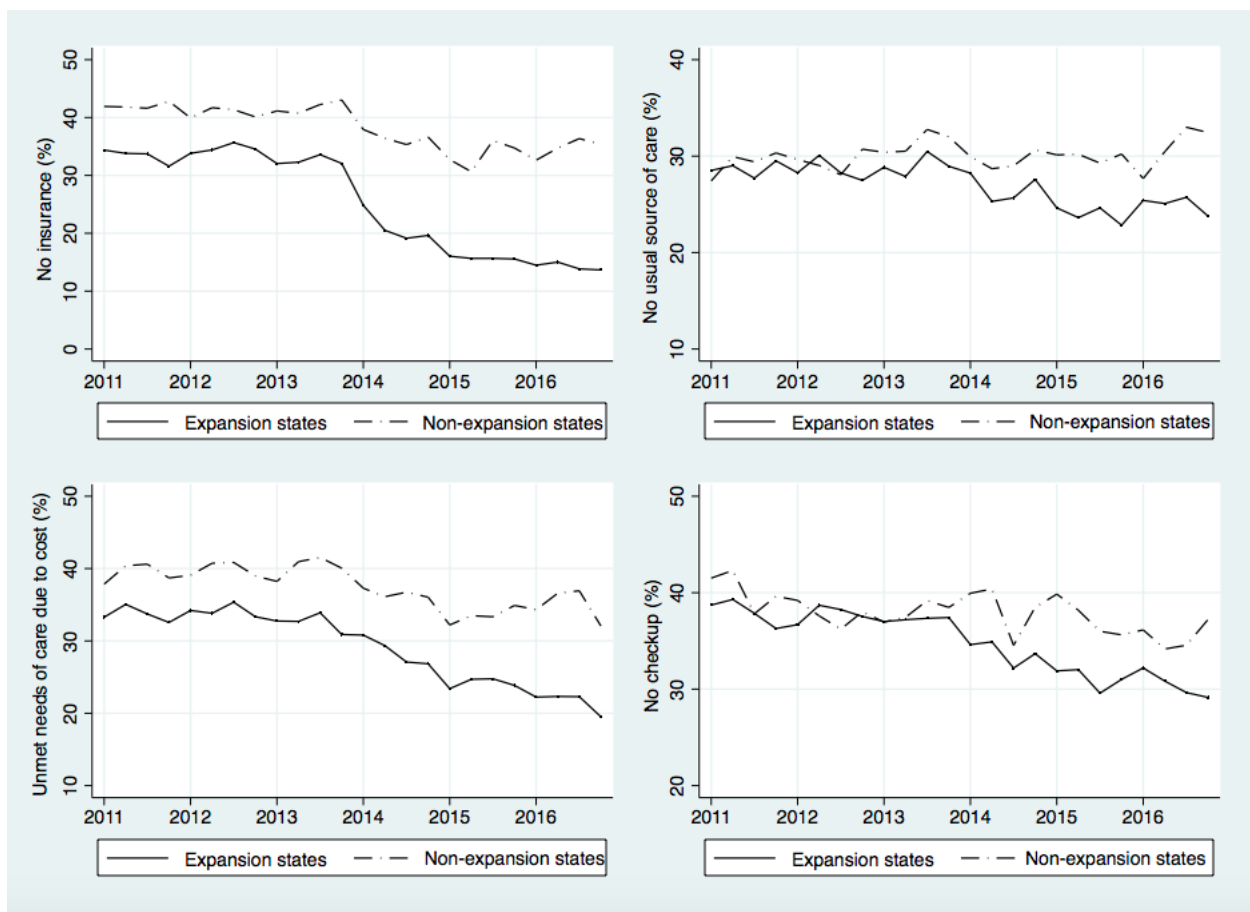 No insurance (%)
50
40
30
20
10
0
2011 2012 2013 2014 2015 2016
Expansion states Non-expansion states
No usual source of care (%)
40
30
20
10
2011 2012 2013 2014 2015 2016
Expansion states Non-expansion states
Unmet needs of care due to cost (%)
50
40
30
20
10
2011 2012 2013 2014 2015 2016
Expansion states Non-expansion states
No checkup (%)
50
40
30
20
2011 2012 2013 2014 2015 2016
Expansion states Non-expansion states